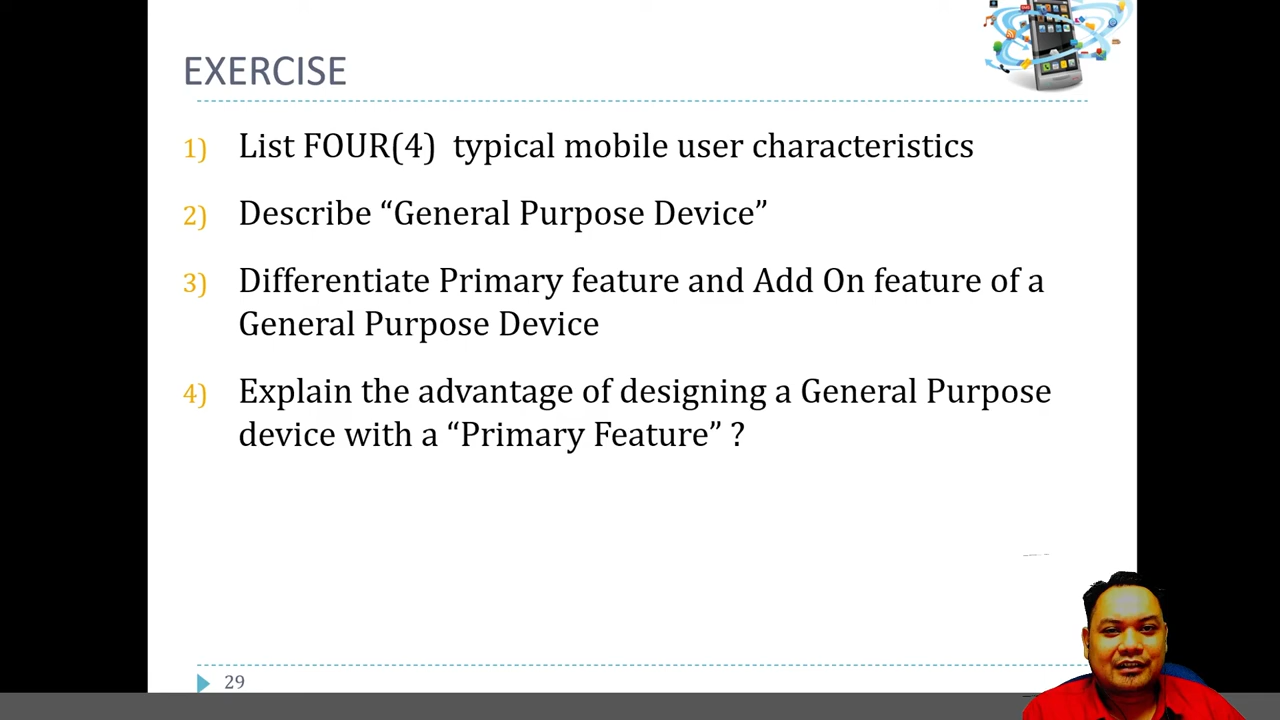 EXERCISE
1) List FOUR(4) typical mobile user characteristics
2) Describe “General Purpose Device”
3) Differentiate Primary feature and Add On feature of a
General Purpose Device
4) Explain the advantage of designing a General Purpose
device with a “Primary Feature” ?
29